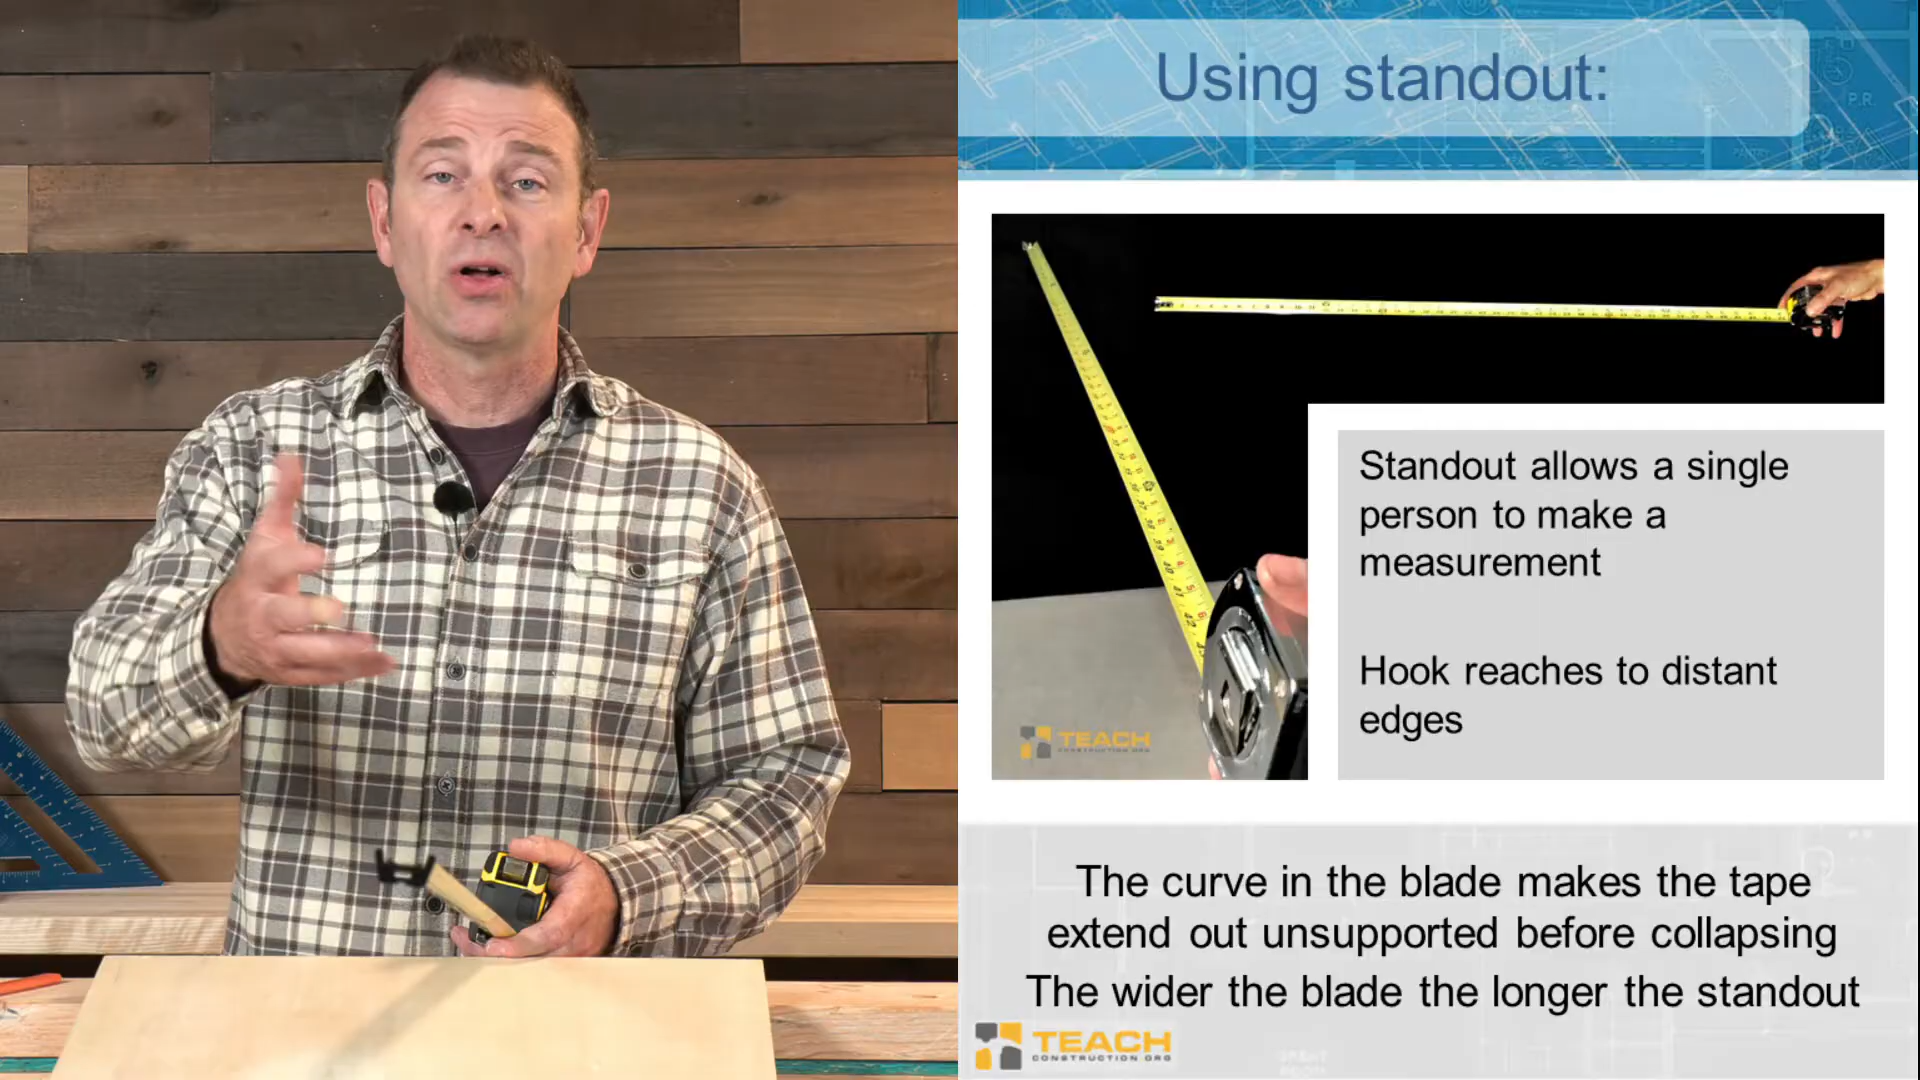 Using standout:
P.R.
Standout allows a single
person to make a
measurement
Hook reaches to distant
edges
TEACH
CONSTRUCTION.ORG
The curve in the blade makes the tape
extend out unsupported before collapsing
The wider the blade the longer the standout
TEACH
CONSTRUCTION.ORG